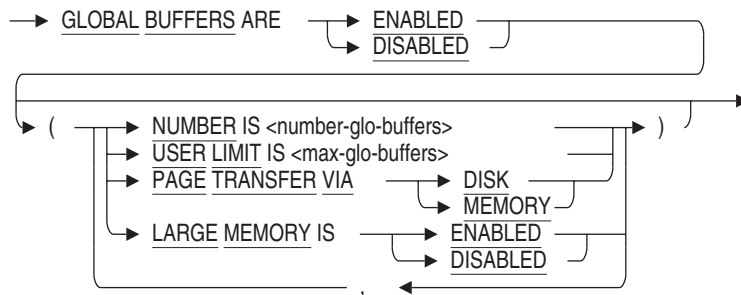 GLOBAL BUFFERS ARE ENABLED
DISABLED
( NUMBER IS <number-glo-buffers> )
USER LIMIT IS <max-glo-buffers>
PAGE TRANSFER VIA DISK
MEMORY
LARGE MEMORY IS ENABLED
DISABLED
,